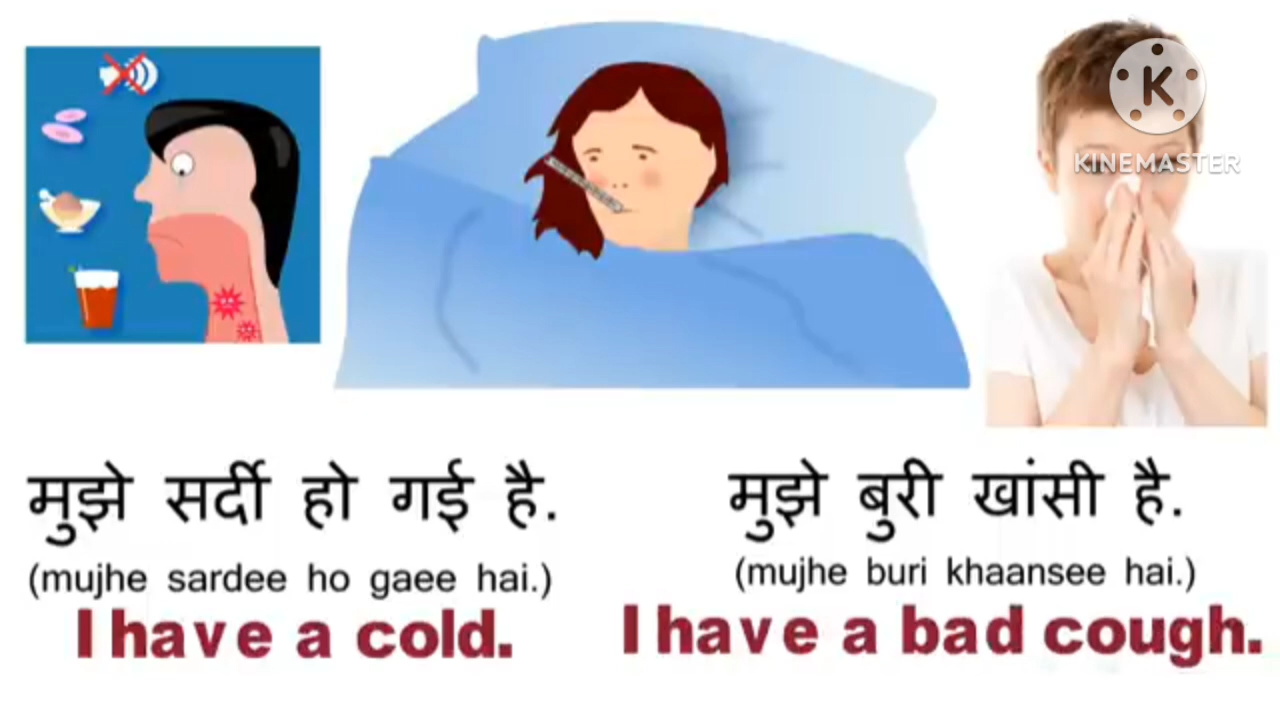 K
KINEMASTER
मुझे सर्दी हो गई है.
(mujhe sardee ho gaee hai.)
I have a cold.
मुझे बुरी खांसी है.
(mujhe buri khaansee hai.)
I have a bad cough.